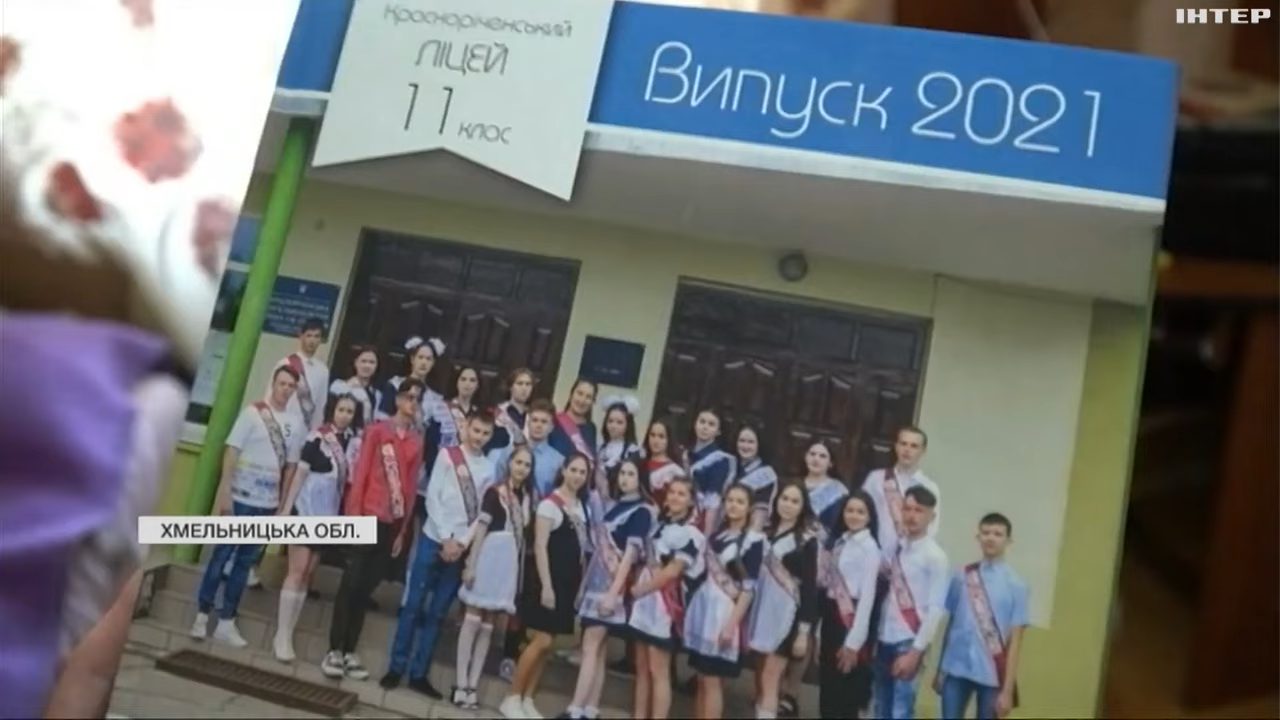 ІНТЕР
Красноріченський
ЛІЦЕЙ
11 клас
Випуск 2021
ХМЕЛЬНИЦЬКА ОБЛ.